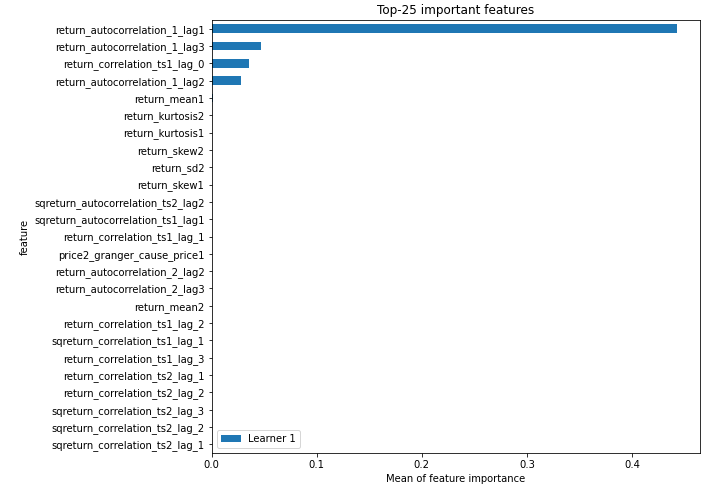 Top-25 important features
return_autocorrelation_1_lag1
return_autocorrelation_1_lag3
return_correlation_ts1_lag_0
return_autocorrelation_1_lag2
return_mean1
return_kurtosis2
return_kurtosis1
return_skew2
return_sd2
return_skew1
sqreturn_autocorrelation_ts2_lag2
sqreturn_autocorrelation_ts1_lag1
return_correlation_ts1_lag_1
price2_granger_cause_price1
return_autocorrelation_2_lag2
return_autocorrelation_2_lag3
return_mean2
return_correlation_ts1_lag_2
sqreturn_correlation_ts1_lag_1
return_correlation_ts1_lag_3
return_correlation_ts2_lag_1
return_correlation_ts2_lag_2
sqreturn_correlation_ts2_lag_3
sqreturn_correlation_ts2_lag_2
sqreturn_correlation_ts2_lag_1
feature
Learner 1
0.0 0.1 0.2 0.3 0.4
Mean of feature importance